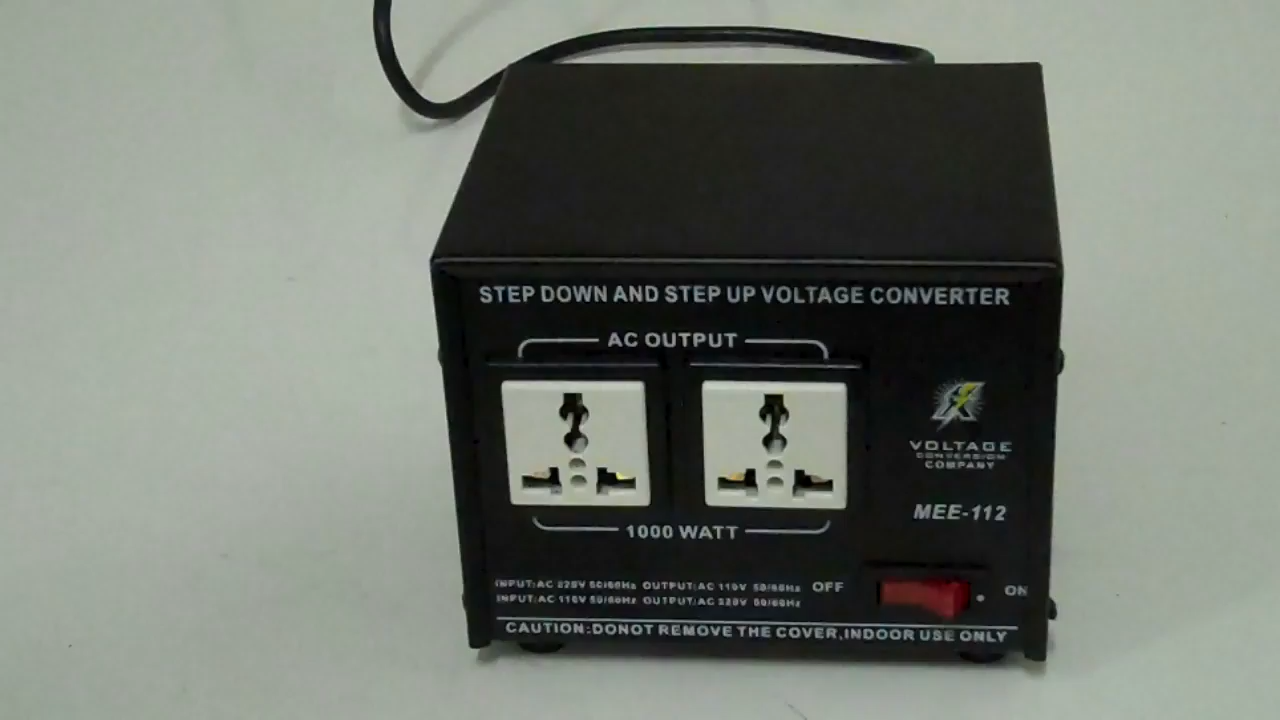 STEP DOWN AND STEP UP VOLTAGE CONVERTER
AC OUTPUT
VOLTAGE
CONVERSION
COMPANY
MEE-112
1000 WATT
INPUT:AC 220V 50/60Hz OUTPUT:AC 110V 50/60Hz
INPUT:AC 110V 50/60Hz OUTPUT:AC 220V 50/60Hz
OFF ON
CAUTION:DONOT REMOVE THE COVER,INDOOR USE ONLY